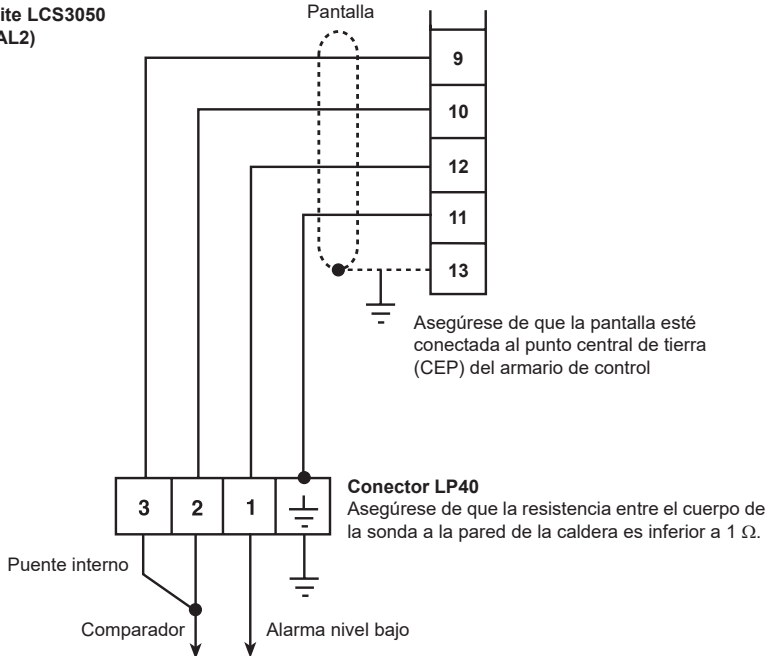 ite LCS3050
AL2)
Pantalla
9
10
12
11
13
Asegúrese de que la pantalla esté
conectada al punto central de tierra
(CEP) del armario de control
3 2 1
Conector LP40
Asegúrese de que la resistencia entre el cuerpo de
la sonda a la pared de la caldera es inferior a 1 Ω.
Puente interno
Comparador
Alarma nivel bajo